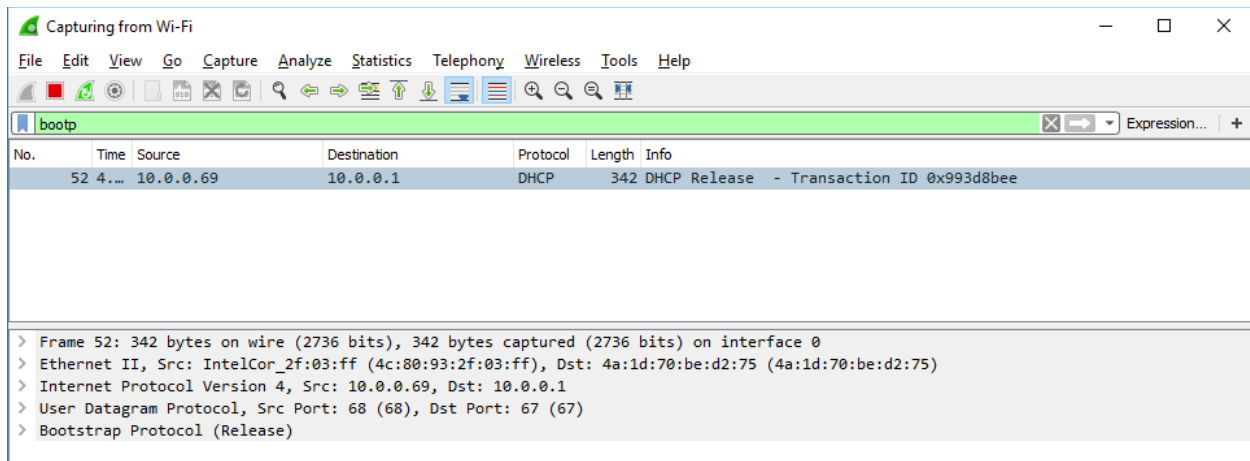 Capturing from Wi-Fi
File Edit View Go Capture Analyze Statistics Telephony Wireless Tools Help
bootp Expression... +
No. Time Source Destination Protocol Length Info
52 4.… 10.0.0.69 10.0.0.1 DHCP 342 DHCP Release - Transaction ID 0x993d8bee
> Frame 52: 342 bytes on wire (2736 bits), 342 bytes captured (2736 bits) on interface 0
> Ethernet II, Src: IntelCor_2f:03:ff (4c:80:93:2f:03:ff), Dst: 4a:1d:70:be:d2:75 (4a:1d:70:be:d2:75)
> Internet Protocol Version 4, Src: 10.0.0.69, Dst: 10.0.0.1
> User Datagram Protocol, Src Port: 68 (68), Dst Port: 67 (67)
> Bootstrap Protocol (Release)